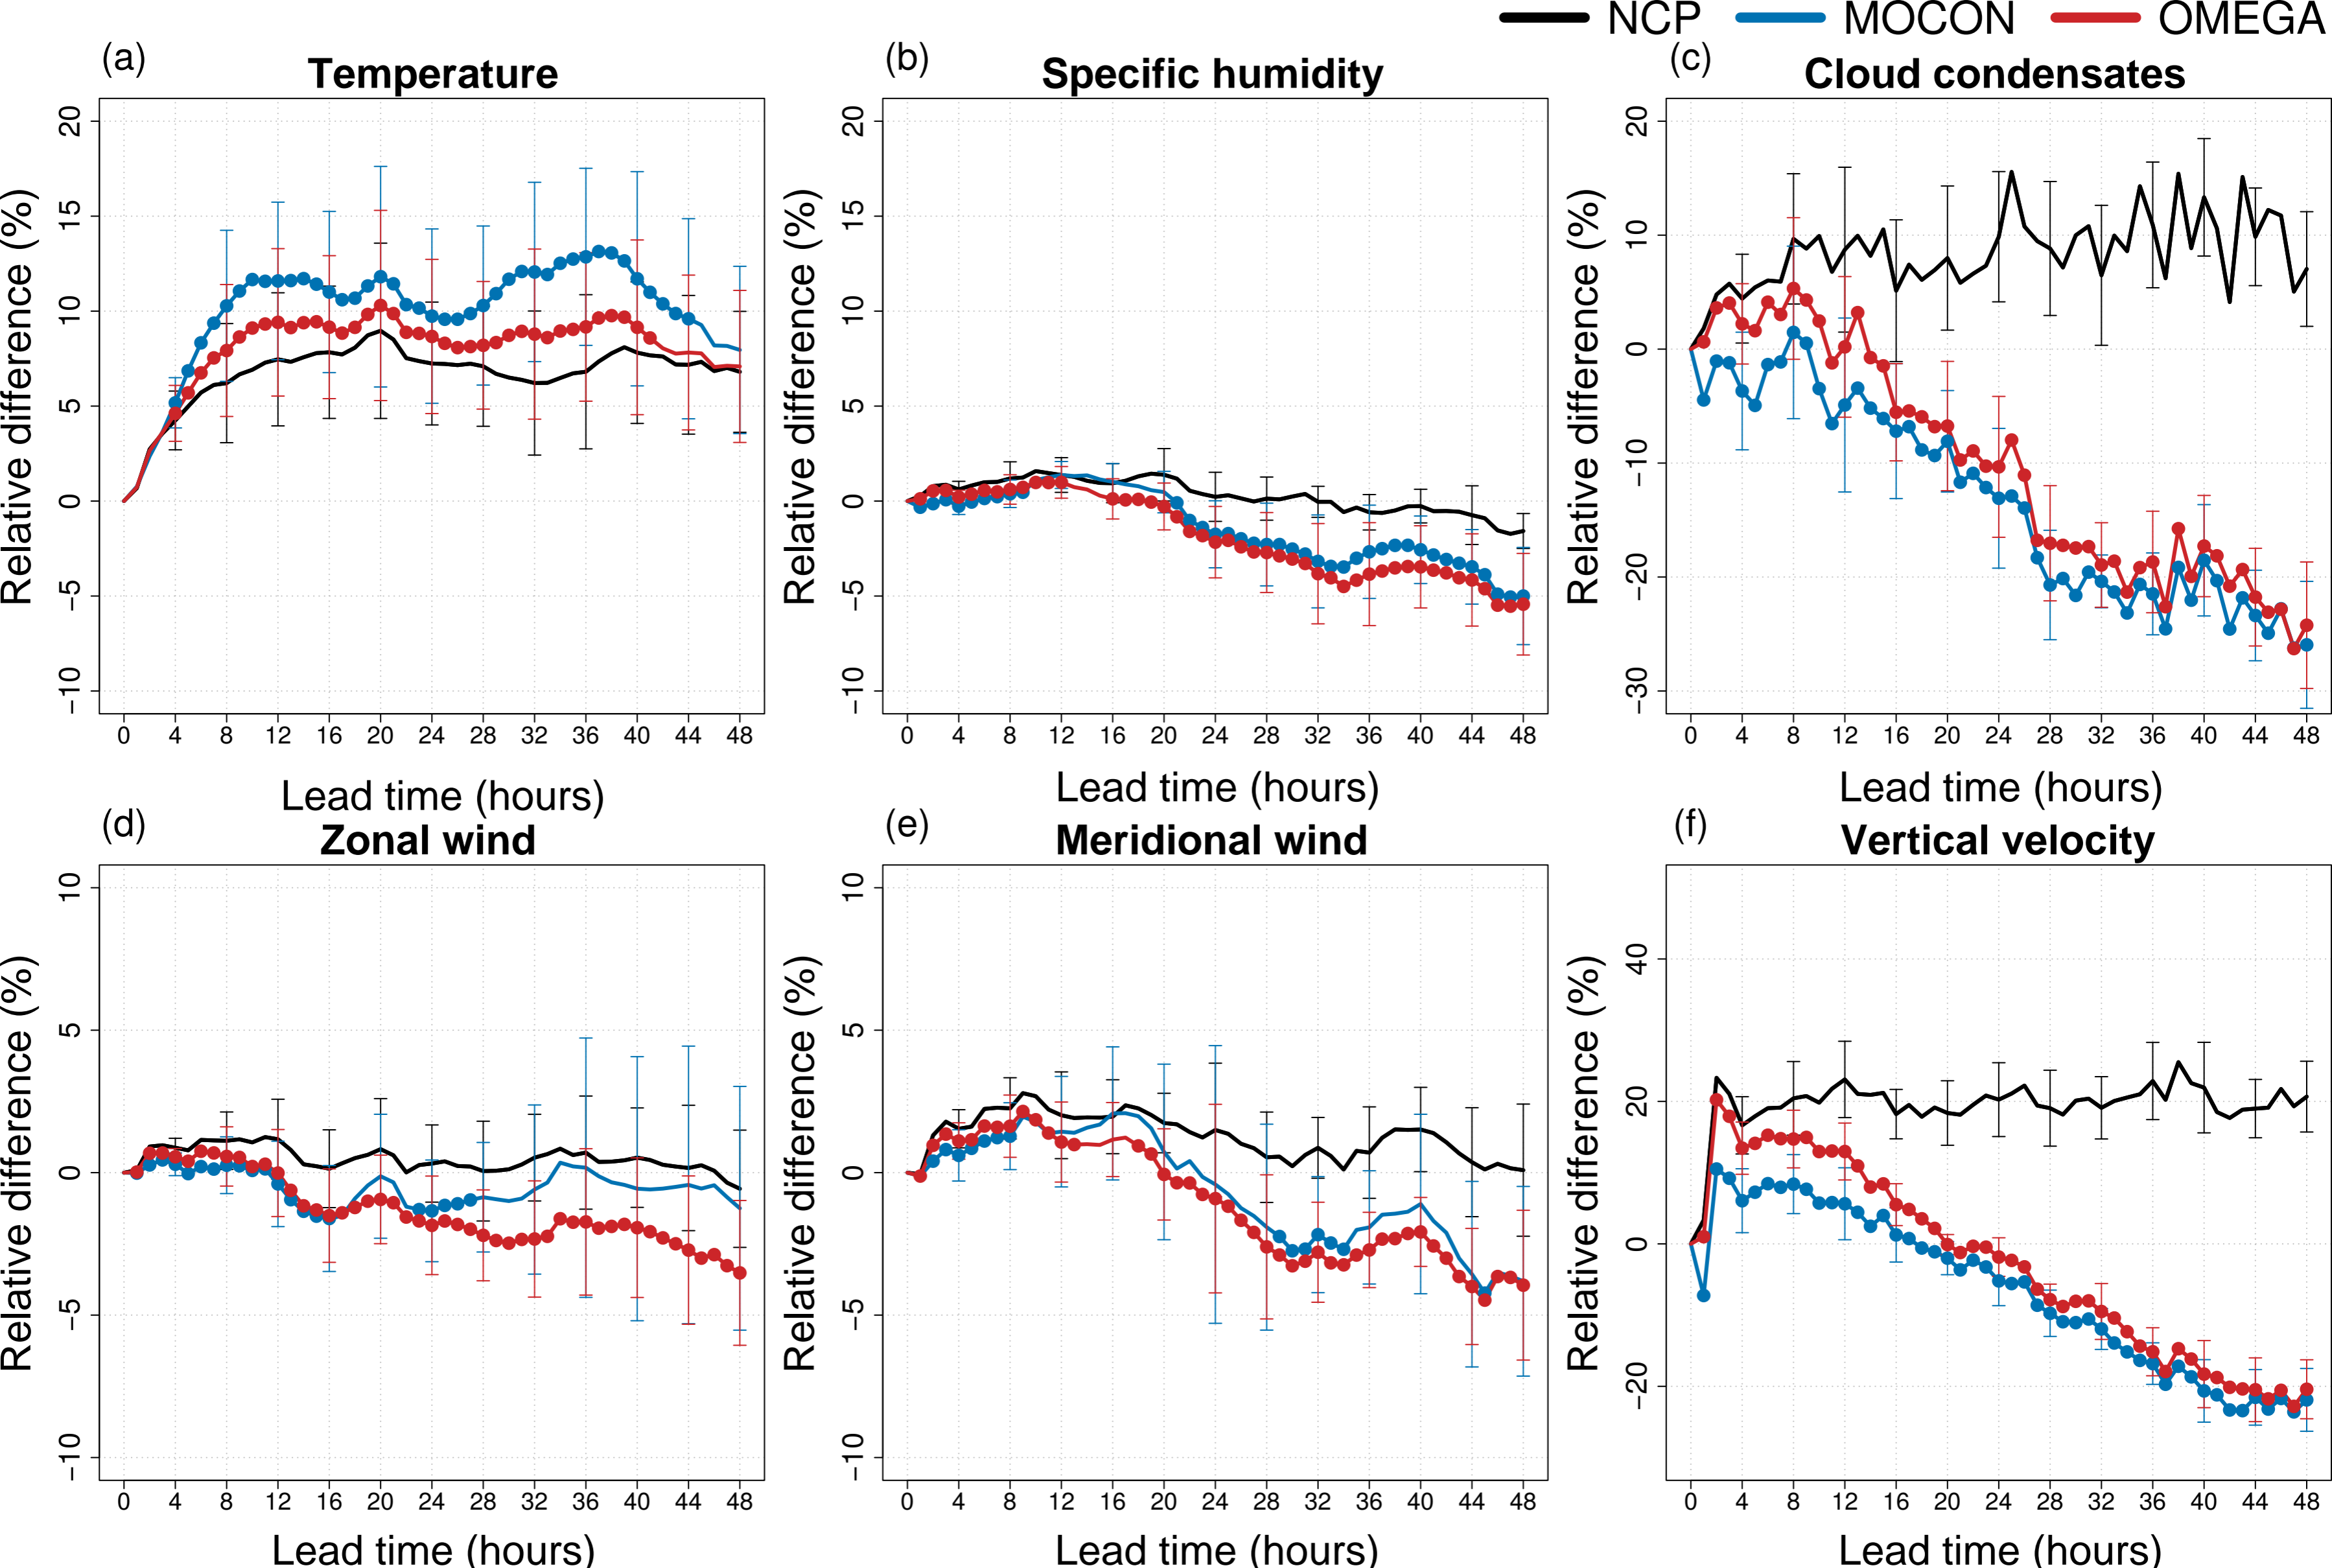 NCP MOCON OMEGA
(a) Temperature
(b) Specific humidity
(c) Cloud condensates
Relative difference (%)
20
15
10
5
0
−5
−10
0 4 8 12 16 20 24 28 32 36 40 44 48
Lead time (hours)
Relative difference (%)
20
15
10
5
0
−5
−10
0 4 8 12 16 20 24 28 32 36 40 44 48
Lead time (hours)
Relative difference (%)
20
10
0
−10
−20
−30
0 4 8 12 16 20 24 28 32 36 40 44 48
Lead time (hours)
(d) Zonal wind
(e) Meridional wind
(f) Vertical velocity
Relative difference (%)
10
5
0
−5
−10
0 4 8 12 16 20 24 28 32 36 40 44 48
Lead time (hours)
Relative difference (%)
10
5
0
−5
−10
0 4 8 12 16 20 24 28 32 36 40 44 48
Lead time (hours)
Relative difference (%)
40
20
0
−20
0 4 8 12 16 20 24 28 32 36 40 44 48
Lead time (hours)